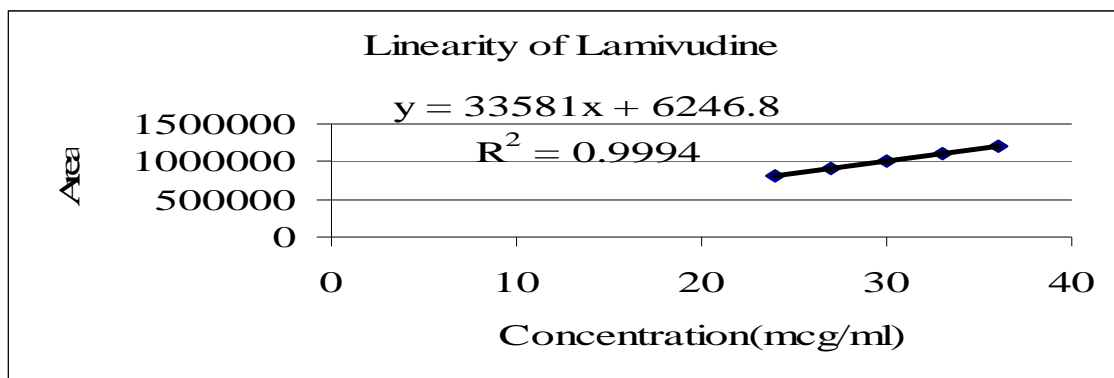 Linearity of Lamivudine
y = 33581x + 6246.8
R² = 0.9994
1500000
1000000
500000
0
Area
0 10 20 30 40
Concentration(mcg/ml)